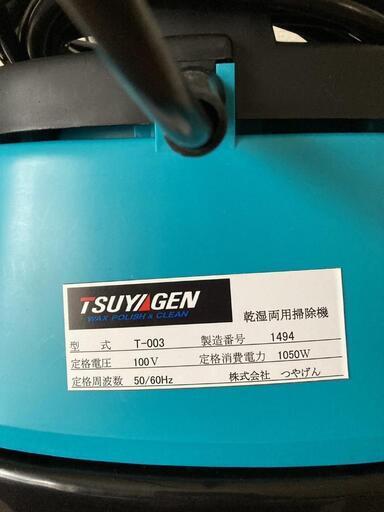 TSUYAGEN
WAX POLISH & CLEAN
乾湿両用掃除機
型 式 T-003 製造番号 1494
定格電圧 100V 定格消費電力 1050W
定格周波数 50/60Hz 株式会社 つやげん